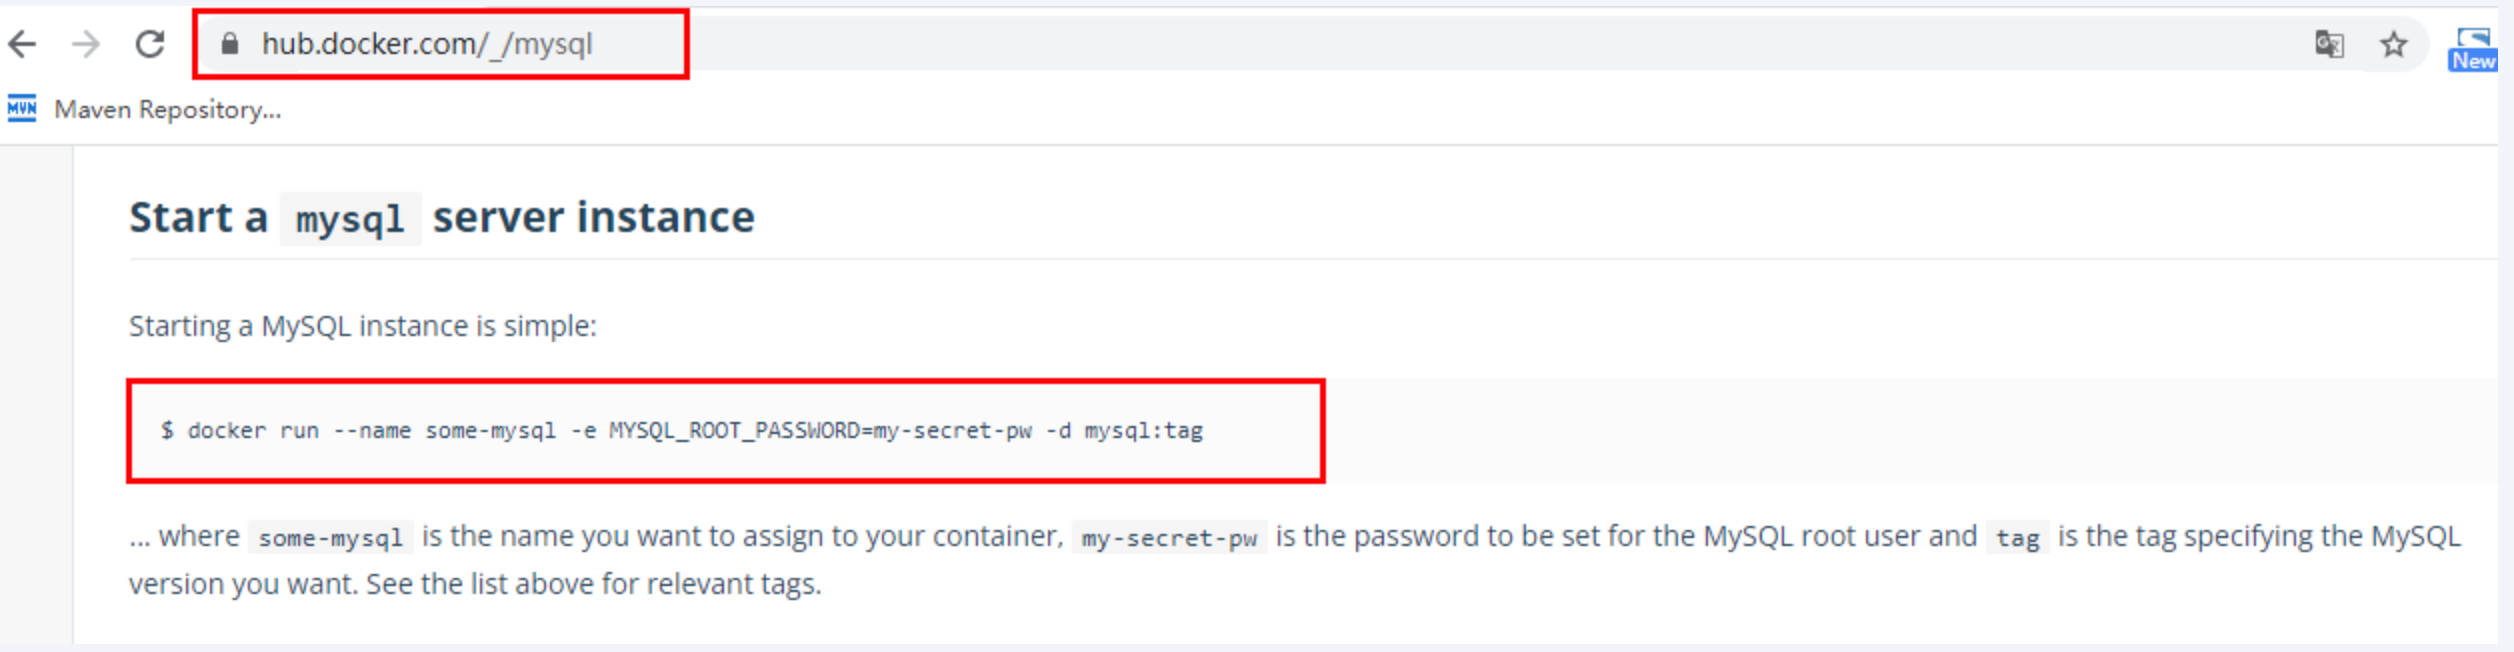 hub.docker.com/_/mysql
New
MVN Maven Repository...
Start a mysql server instance
Starting a MySQL instance is simple:
$ docker run --name some-mysql -e MYSQL_ROOT_PASSWORD=my-secret-pw -d mysql:tag
... where some-mysql is the name you want to assign to your container, my-secret-pw is the password to be set for the MySQL root user and tag is the tag specifying the MySQL
version you want. See the list above for relevant tags.